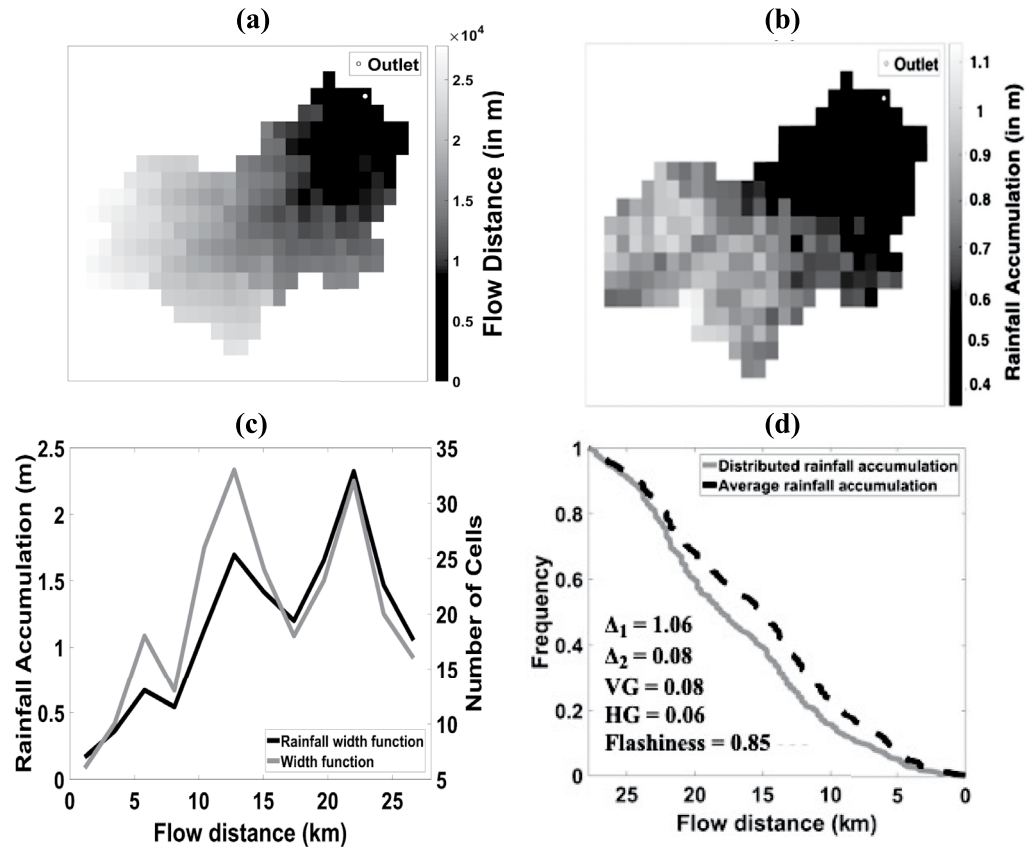 (a)
×10⁴
Outlet
2.5
2
1.5
1
0.5
0
Flow Distance (in m)
(b)
Outlet
1.1
1
0.9
0.8
0.7
0.6
0.5
0.4
Rainfall Accumulation (in m)
(c)
2.5
2
1.5
1
0.5
0
Rainfall Accumulation (m)
35
30
25
20
15
10
5
Number of Cells
Rainfall width function
Width function
0 5 10 15 20 25
Flow distance (km)
(d)
1
0.8
0.6
0.4
0.2
0
Frequency
Distributed rainfall accumulation
Average rainfall accumulation
Δ₁ = 1.06
Δ₂ = 0.08
VG = 0.08
HG = 0.06
Flashiness = 0.85
25 20 15 10 5 0
Flow distance (km)